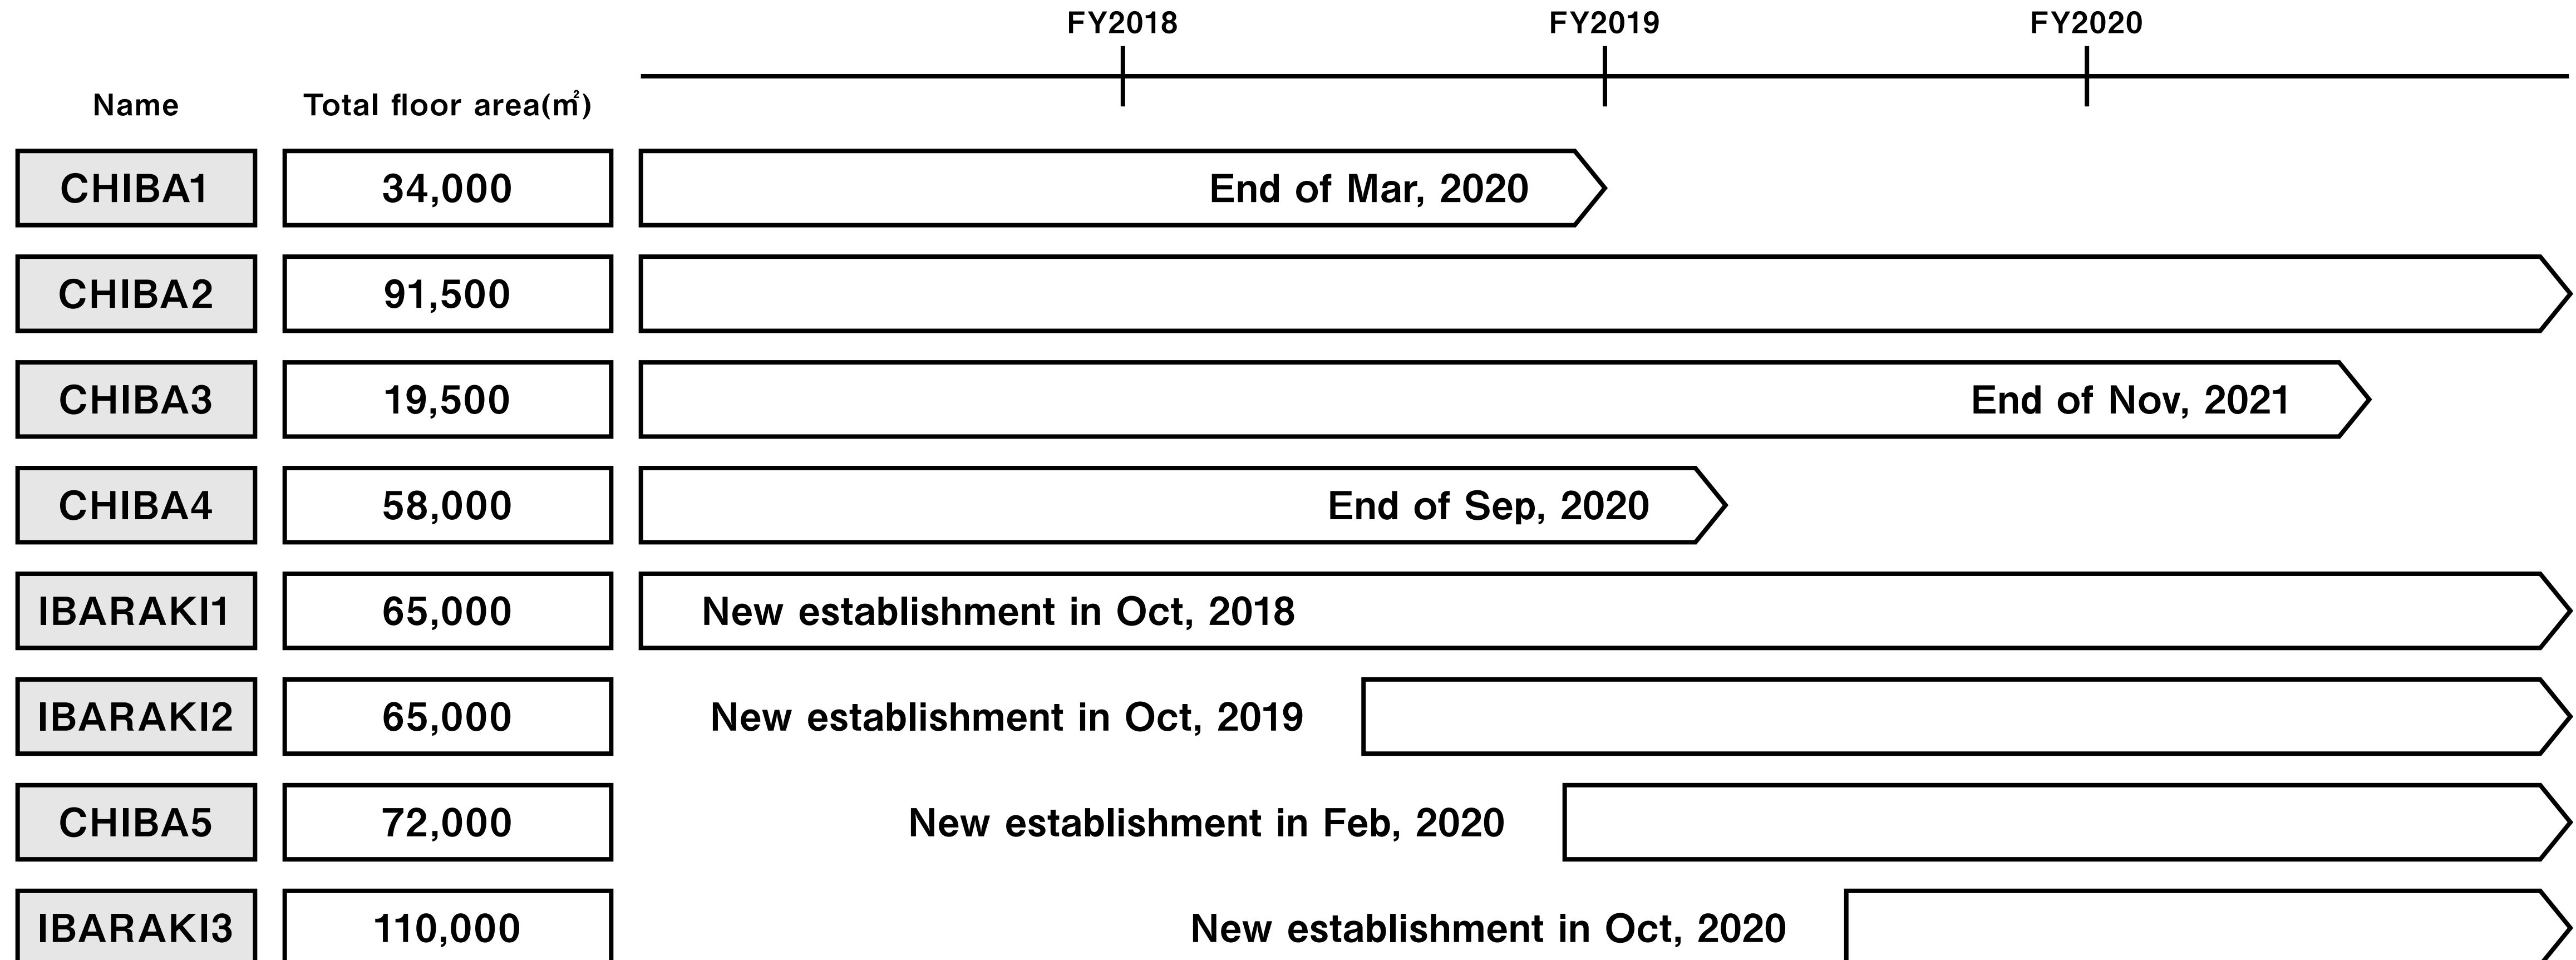 FY2018 FY2019 FY2020
Name Total floor area(㎡)
CHIBA1 34,000 End of Mar, 2020
CHIBA2 91,500
CHIBA3 19,500 End of Nov, 2021
CHIBA4 58,000 End of Sep, 2020
IBARAKI1 65,000 New establishment in Oct, 2018
IBARAKI2 65,000 New establishment in Oct, 2019
CHIBA5 72,000 New establishment in Feb, 2020
IBARAKI3 110,000 New establishment in Oct, 2020